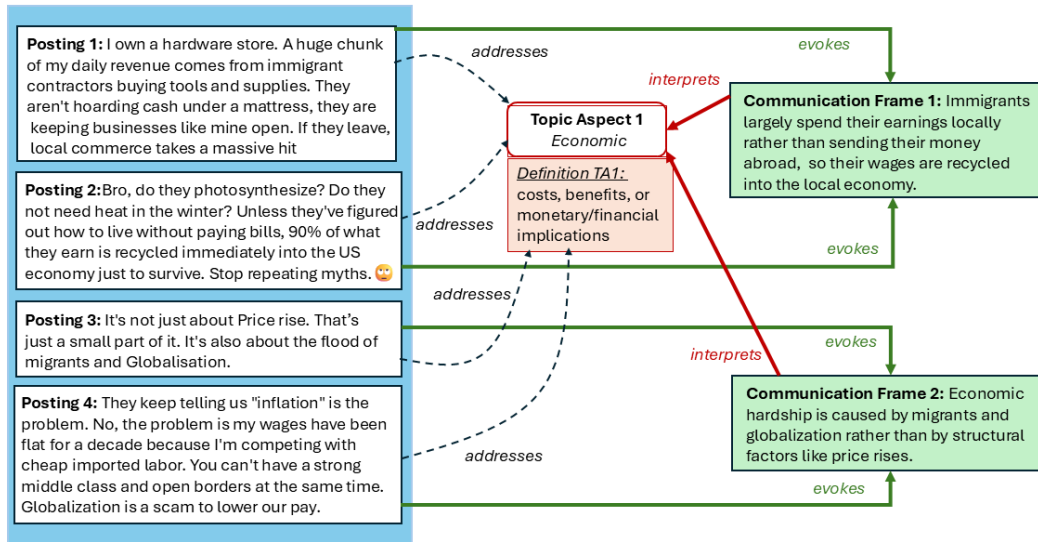 Posting 1: I own a hardware store. A huge chunk
of my daily revenue comes from immigrant
contractors buying tools and supplies. They
aren't hoarding cash under a mattress, they are
keeping businesses like mine open. If they leave,
local commerce takes a massive hit
Posting 2:Bro, do they photosynthesize? Do they
not need heat in the winter? Unless they've figured
out how to live without paying bills, 90% of what
they earn is recycled immediately into the US
economy just to survive. Stop repeating myths. 🙄
Posting 3: It's not just about Price rise. That's
just a small part of it. It's also about the flood of
migrants and Globalisation.
Posting 4: They keep telling us "inflation" is the
problem. No, the problem is my wages have been
flat for a decade because I'm competing with
cheap imported labor. You can't have a strong
middle class and open borders at the same time.
Globalization is a scam to lower our pay.
addresses
addresses
addresses
addresses
Topic Aspect 1
Economic
Definition TA1:
costs, benefits, or
monetary/financial
implications
interprets
interprets
evokes
evokes
evokes
evokes
Communication Frame 1: Immigrants
largely spend their earnings locally
rather than sending their money
abroad, so their wages are recycled
into the local economy.
Communication Frame 2: Economic
hardship is caused by migrants and
globalization rather than by structural
factors like price rises.